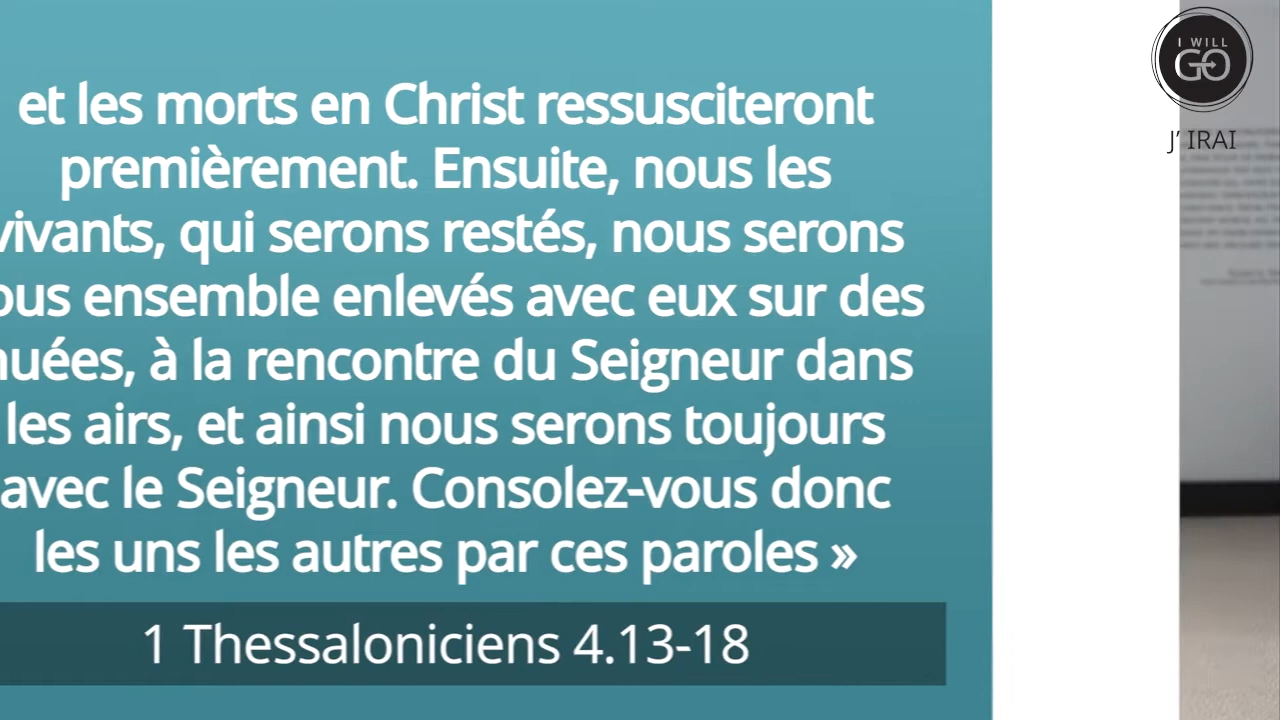 et les morts en Christ ressusciteront
premièrement. Ensuite, nous les
vivants, qui serons restés, nous serons
ous ensemble enlevés avec eux sur des
nuées, à la rencontre du Seigneur dans
les airs, et ainsi nous serons toujours
avec le Seigneur. Consolez-vous donc
les uns les autres par ces paroles »
1 Thessaloniciens 4.13-18
I WILL
GO
J' IRAI